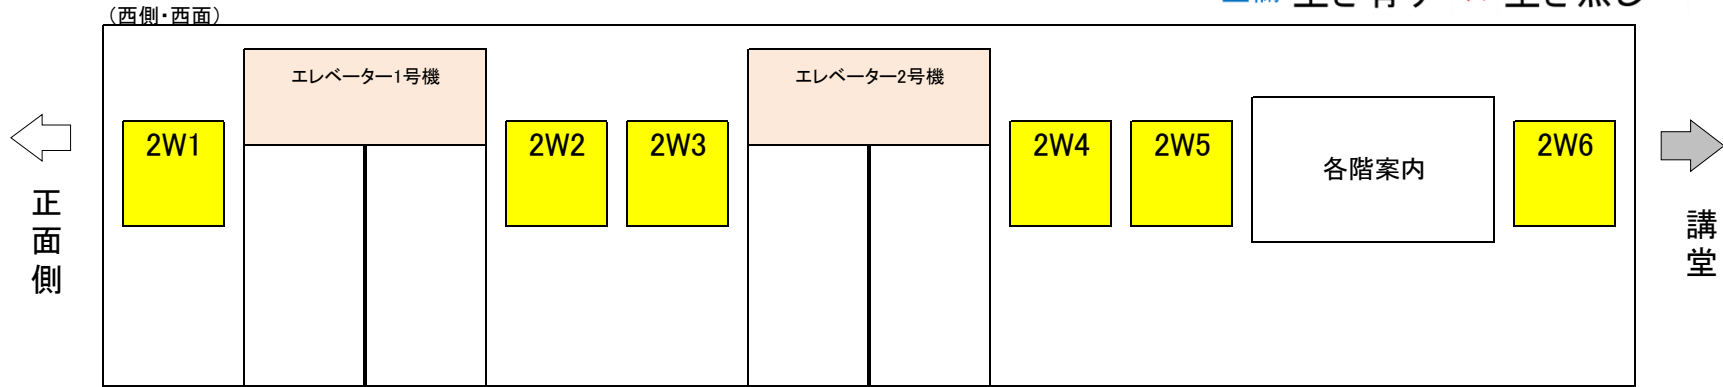 (西側・西面)
エレベーター1号機
エレベーター2号機
2W1
2W2
2W3
2W4
2W5
各階案内
2W6
正面側
講堂